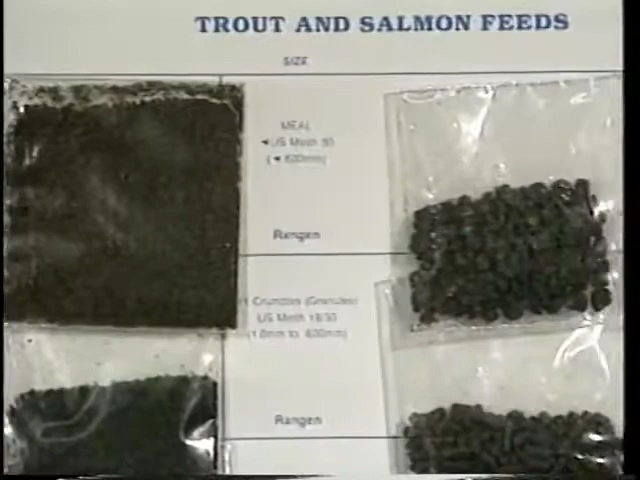 TROUT AND SALMON FEEDS
SIZE
MEAL
◄US Mesh 30
Rangen
Crumbles (Granules)
US Mesh 18/30
Rangen